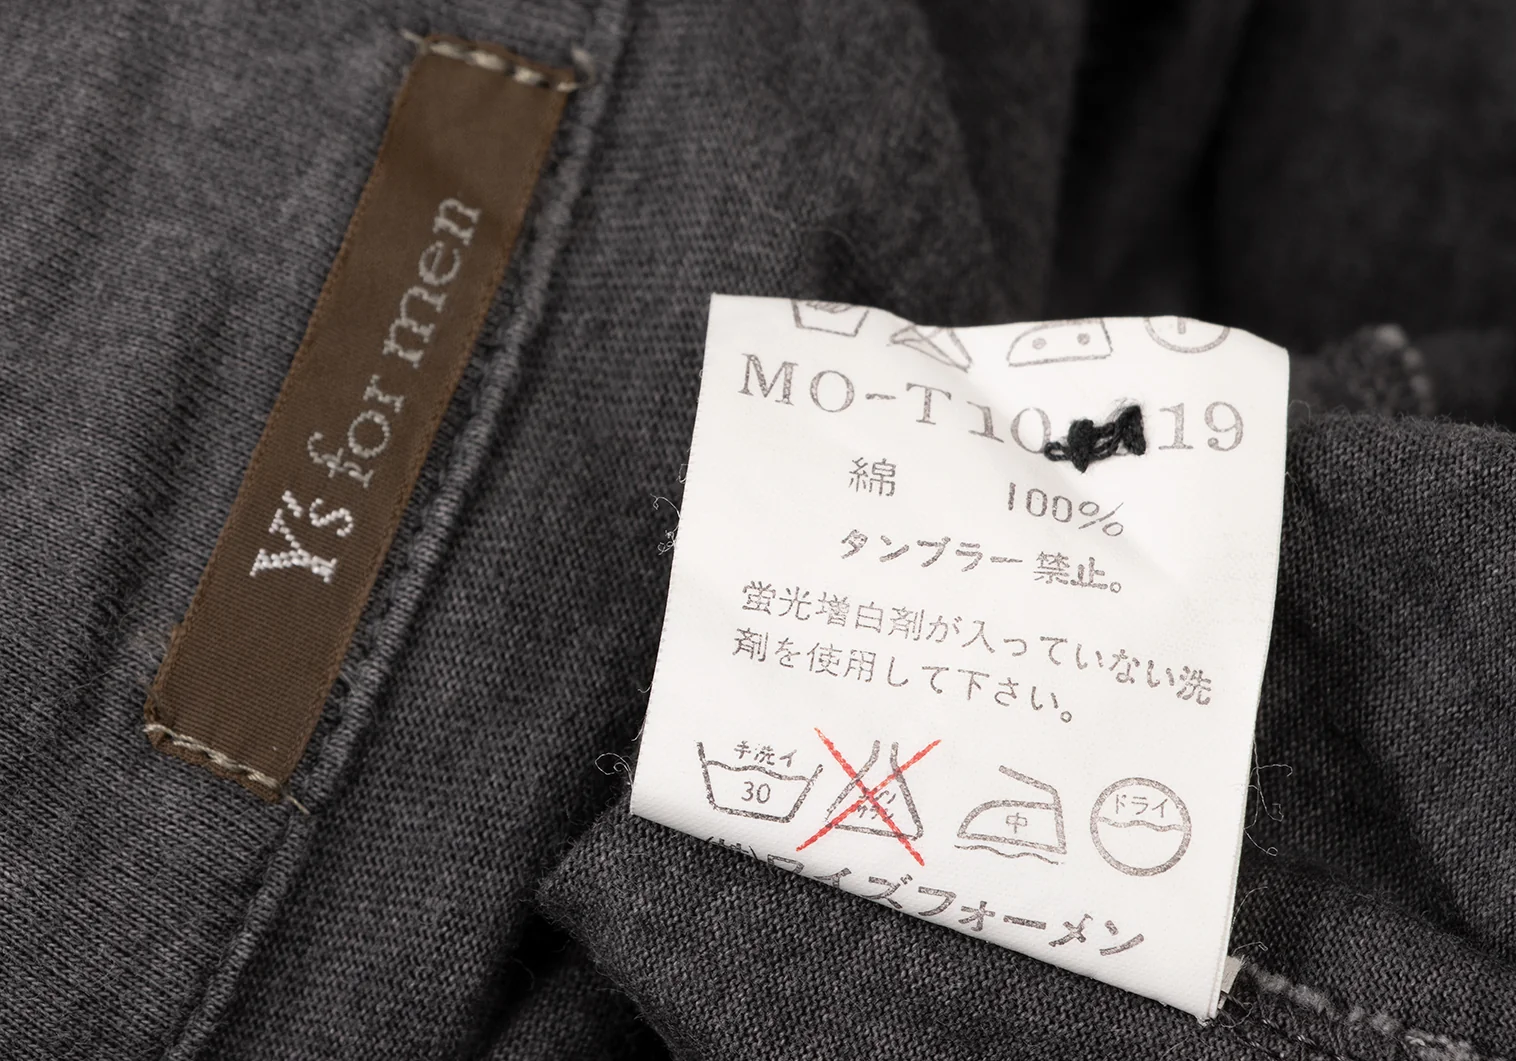 Y's for men
MO-T10 19
綿 100%
タンブラー禁止。
蛍光増白剤が入っていない洗
剤を使用して下さい。
手洗イ
30
中
ドライ
ワイズフォーメン